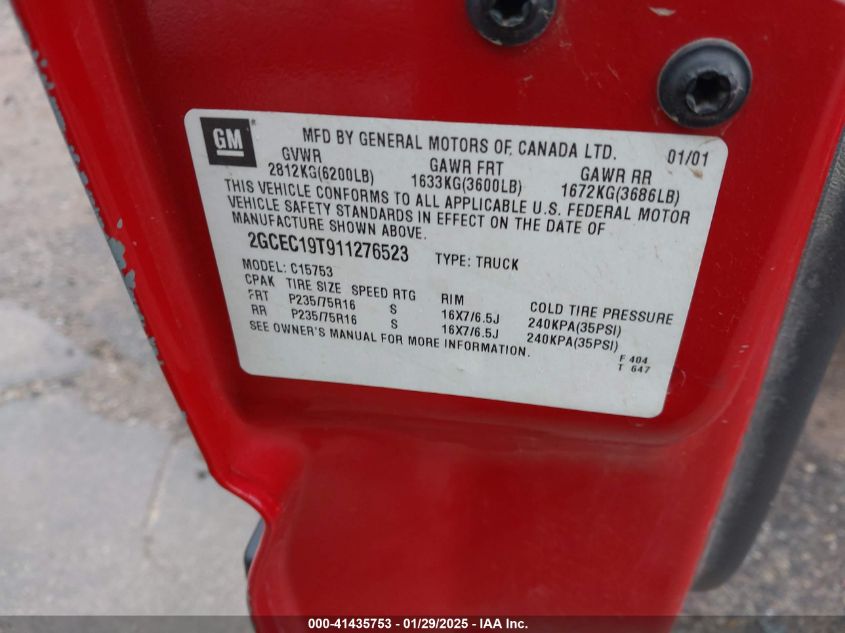 GM
MFD BY GENERAL MOTORS OF CANADA LTD. 01/01
GVWR GAWR FRT GAWR RR
2812KG(6200LB) 1633KG(3600LB) 1672KG(3686LB)
THIS VEHICLE CONFORMS TO ALL APPLICABLE U.S. FEDERAL MOTOR
VEHICLE SAFETY STANDARDS IN EFFECT ON THE DATE OF
MANUFACTURE SHOWN ABOVE.
2GCEC19T911276523 TYPE: TRUCK
MODEL: C15753
CPAK TIRE SIZE SPEED RTG RIM COLD TIRE PRESSURE
FRT P235/75R16 S 16X7/6.5J 240KPA(35PSI)
RR P235/75R16 S 16X7/6.5J 240KPA(35PSI)
SEE OWNER'S MANUAL FOR MORE INFORMATION.
F 404
T 647
000-41435753 - 01/29/2025 - IAA Inc.